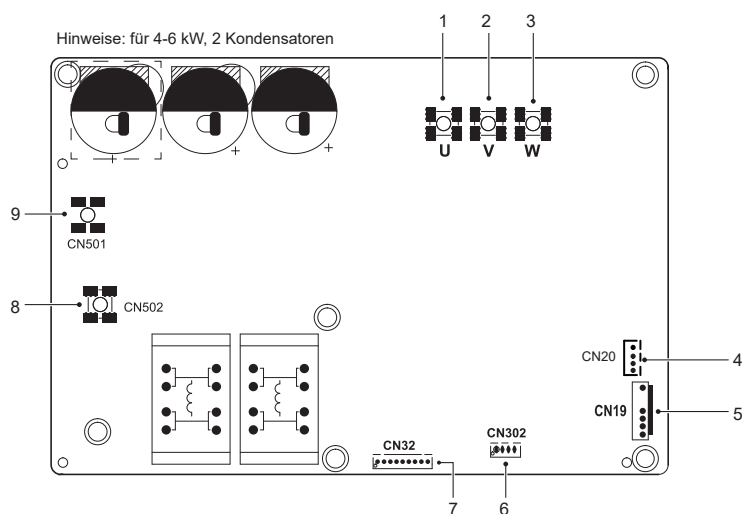 1 2 3
Hinweise: für 4-6 kW, 2 Kondensatoren
U V W
9
CN501
8
CN502
CN20
4
CN19
5
CN302
CN32
7
6